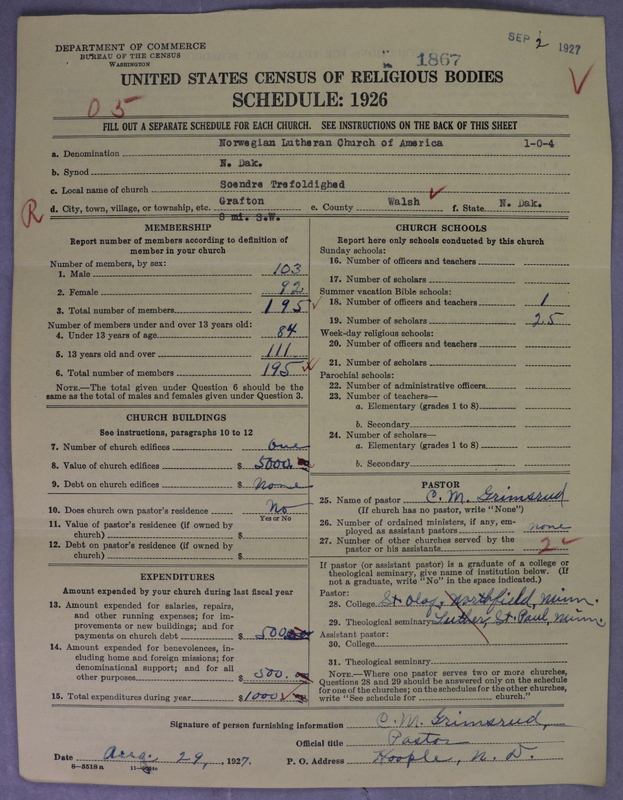 DEPARTMENT OF COMMERCE
BUREAU OF THE CENSUS
WASHINGTON
SEP 2 1927
1867
UNITED STATES CENSUS OF RELIGIOUS BODIES
SCHEDULE: 1926
05
FILL OUT A SEPARATE SCHEDULE FOR EACH CHURCH. SEE INSTRUCTIONS ON THE BACK OF THIS SHEET
a. Denomination Norwegian Lutheran Church of America 1-0-4
b. Synod N. Dak.
c. Local name of church Soendre Trefoldighed
d. City, town, village, or township, etc. Grafton 8 mi. S.W. e. County Walsh f. State N. Dak.
R
MEMBERSHIP
Report number of members according to definition of
member in your church
Number of members, by sex:
1. Male 103
2. Female 92
3. Total number of members 195
Number of members under and over 13 years old:
4. Under 13 years of age 84
5. 13 years old and over 111
6. Total number of members 195
NOTE.—The total given under Question 6 should be the
same as the total of males and females given under Question 3.
CHURCH BUILDINGS
See instructions, paragraphs 10 to 12
7. Number of church edifices One
8. Value of church edifices $ 5000.
9. Debt on church edifices $ None
10. Does church own pastor's residence No
Yes or No
11. Value of pastor's residence (if owned by
church) $
12. Debt on pastor's residence (if owned by
church) $
EXPENDITURES
Amount expended by your church during last fiscal year
13. Amount expended for salaries, repairs,
and other running expenses; for im-
provements or new buildings; and for
payments on church debt $ 500
14. Amount expended for benevolences, in-
cluding home and foreign missions; for
denominational support; and for all
other purposes $ 500.
15. Total expenditures during year $ 1000
CHURCH SCHOOLS
Report here only schools conducted by this church
Sunday schools:
16. Number of officers and teachers
17. Number of scholars
Summer vacation Bible schools:
18. Number of officers and teachers 1
19. Number of scholars 25
Week-day religious schools:
20. Number of officers and teachers
21. Number of scholars
Parochial schools:
22. Number of administrative officers
23. Number of teachers—
a. Elementary (grades 1 to 8)
b. Secondary
24. Number of scholars—
a. Elementary (grades 1 to 8)
b. Secondary
PASTOR
25. Name of pastor C. M. Grimsrud
(If church has no pastor, write "None")
26. Number of ordained ministers, if any, em-
ployed as assistant pastors none
27. Number of other churches served by the
pastor or his assistants 2
If pastor (or assistant pastor) is a graduate of a college or
theological seminary, give name of institution below. (If
not a graduate, write "No" in the space indicated.)
Pastor:
28. College St. Olaf, Northfield, Minn.
29. Theological seminary Luther, St. Paul, Minn.
Assistant pastor:
30. College
31. Theological seminary
NOTE.—Where one pastor serves two or more churches,
Questions 28 and 29 should be answered only on the schedule
for one of the churches; on the schedules for the other churches,
write "See schedule for church."
Signature of person furnishing information C. M. Grimsrud,
Official title Pastor
Date Aug. 29, 1927. P. O. Address Hoople, N. D.
8—5518 a